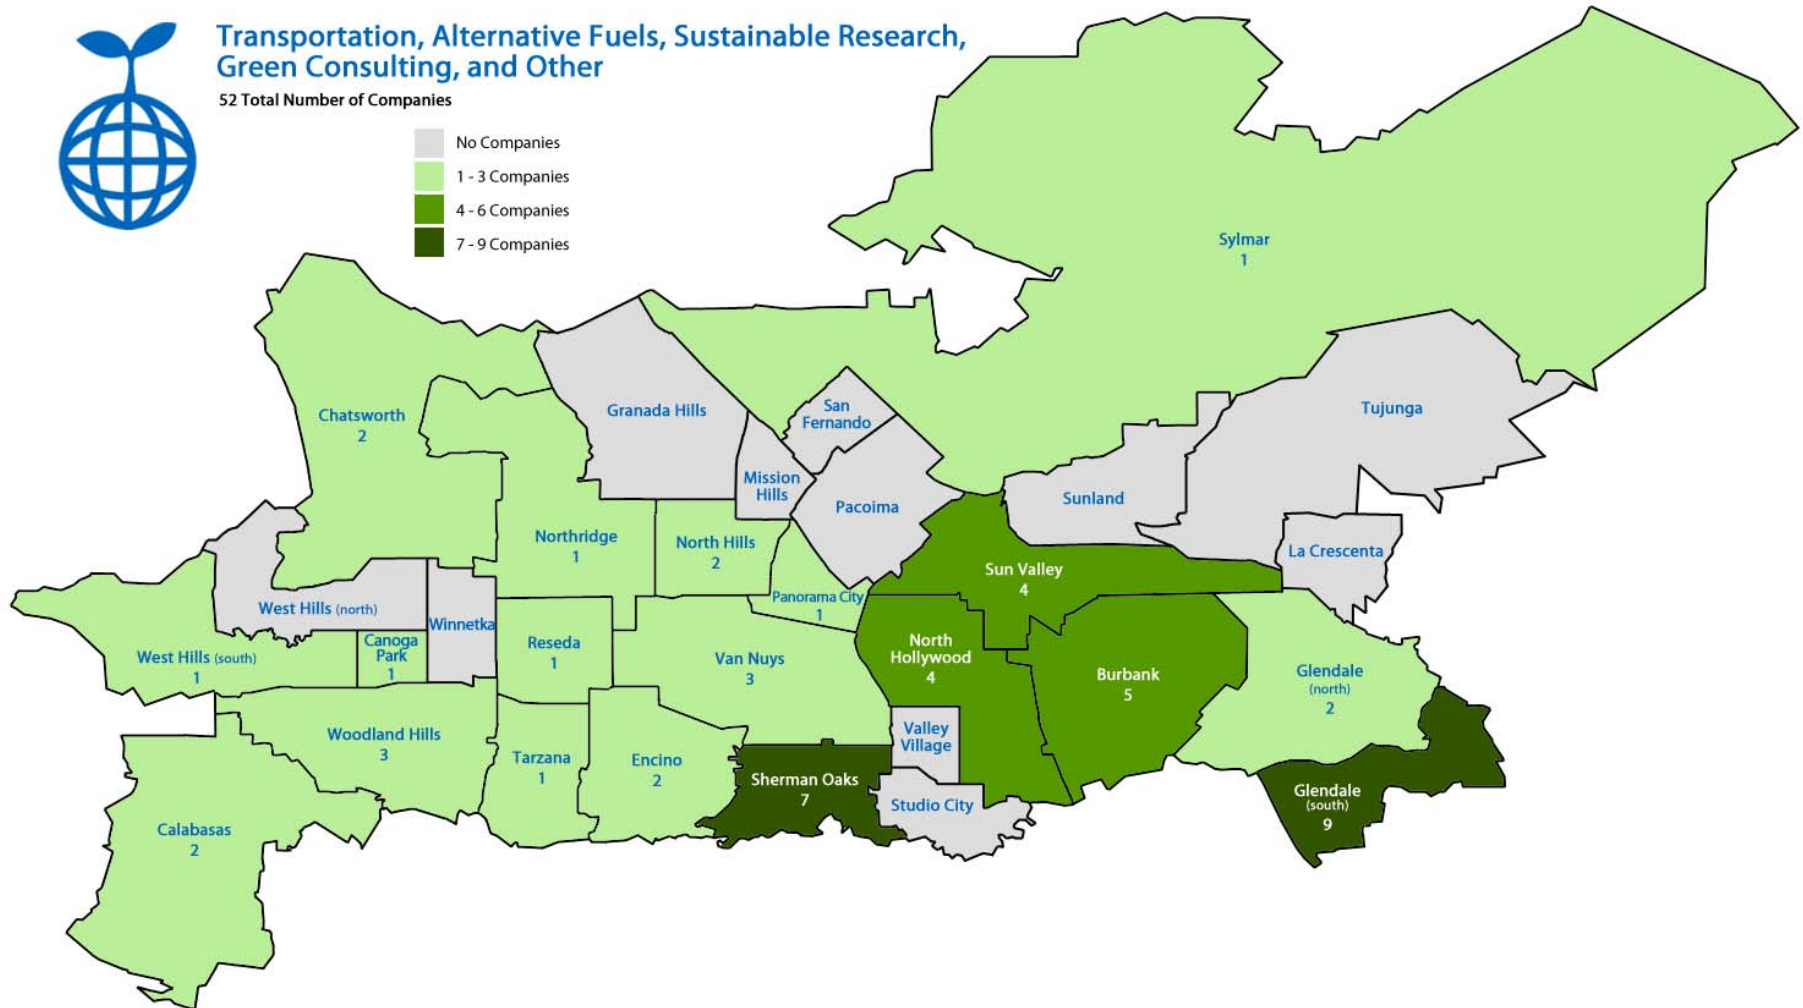 Transportation, Alternative Fuels, Sustainable Research,
Green Consulting, and Other
52 Total Number of Companies
No Companies
1 - 3 Companies
4 - 6 Companies
7 - 9 Companies
Sylmar
1
Chatsworth
2
Granada Hills
San
Fernando
Tujunga
Mission
Hills
Pacoima
Sunland
La Crescenta
Northridge
1
North Hills
2
Sun Valley
4
Panorama City
1
West Hills (north)
Winnetka
West Hills (south)
1
Canoga
Park
1
Reseda
1
Van Nuys
3
North
Hollywood
4
Burbank
5
Glendale
(north)
2
Woodland Hills
3
Tarzana
1
Encino
2
Sherman Oaks
7
Valley
Village
Studio City
Glendale
(south)
9
Calabasas
2